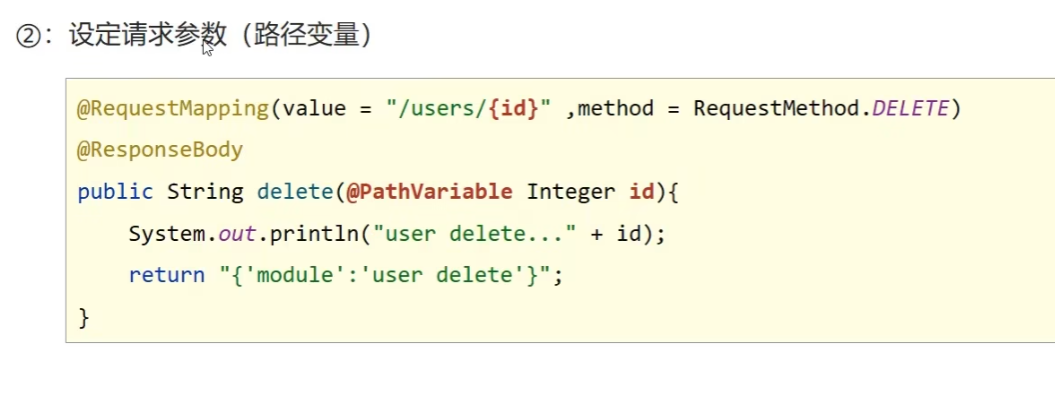 ②：设定请求参数（路径变量）
@RequestMapping(value = "/users/{id}" ,method = RequestMethod.DELETE)
@ResponseBody
public String delete(@PathVariable Integer id){
    System.out.println("user delete..." + id);
    return "{'module':'user delete'}";
}